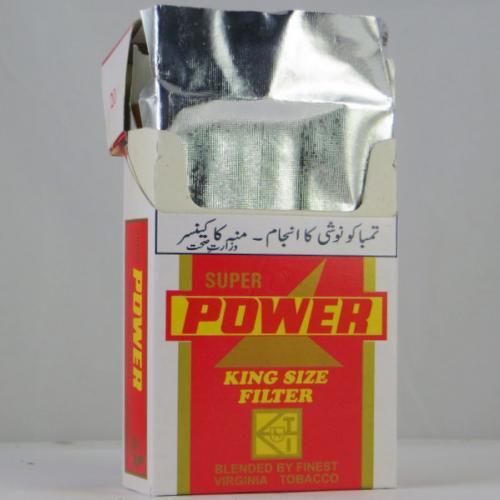 تمباکو نوشی کا انجام - منہ کا کینسر
وزارت صحت
SUPER
POWER
KING SIZE
FILTER
BLENDED BY FINEST
VIRGINIA TOBACCO
POWER